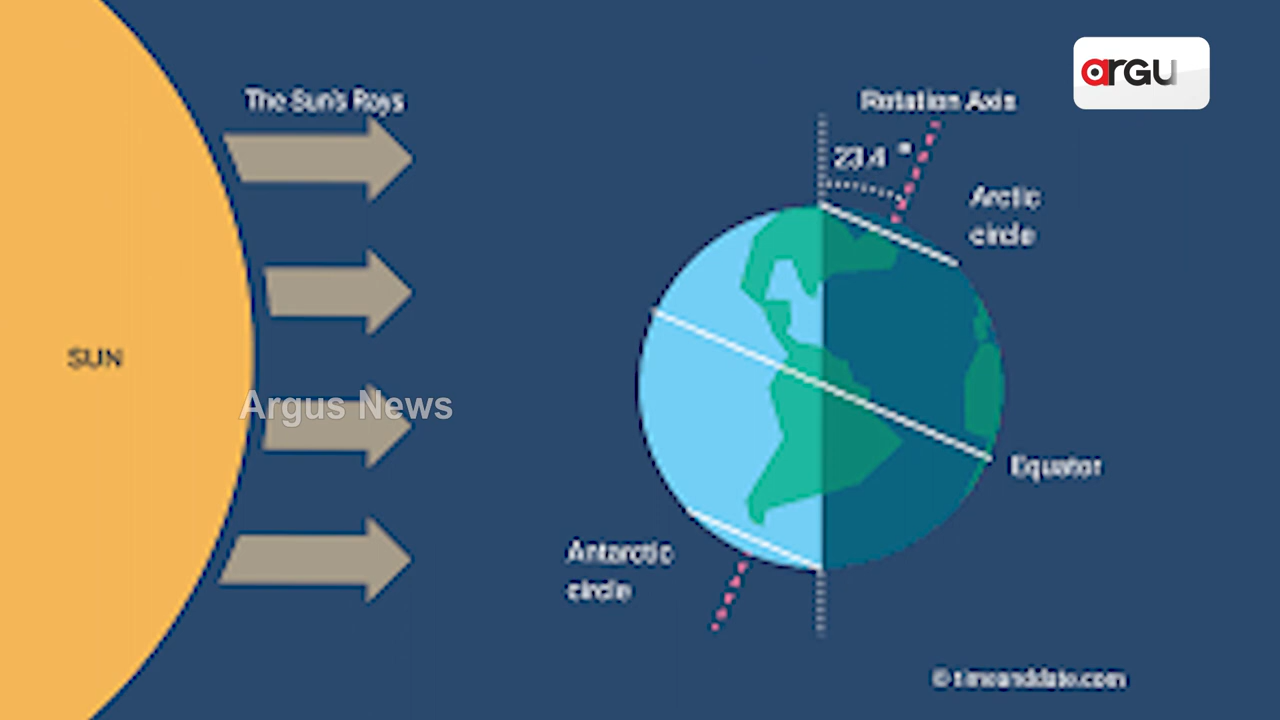 The Sun's Rays
Rotation Axis
argu
23.4 °
Arctic
circle
SUN
Argus News
Equator
Antarctic
circle
© timeanddate.com